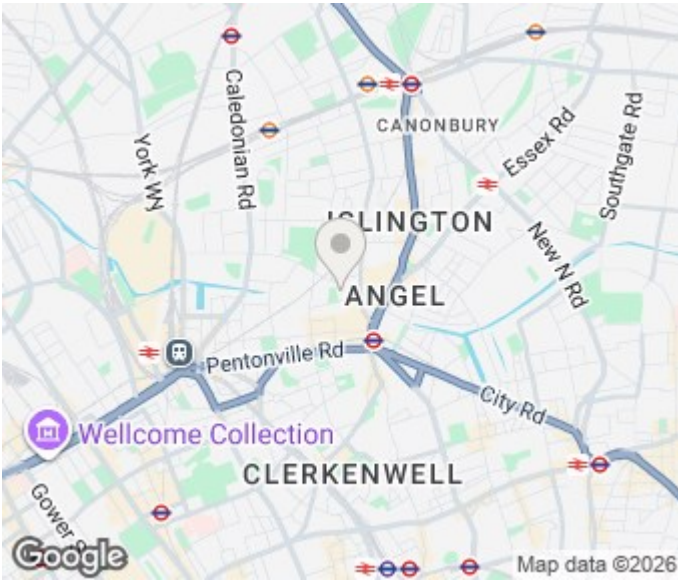 Caledonian Rd
York Wy
CANONBURY
Essex Rd
Southgate Rd
ISLINGTON
New N Rd
ANGEL
Pentonville Rd
City Rd
Wellcome Collection
CLERKENWELL
Gower
Google
Map data ©2026